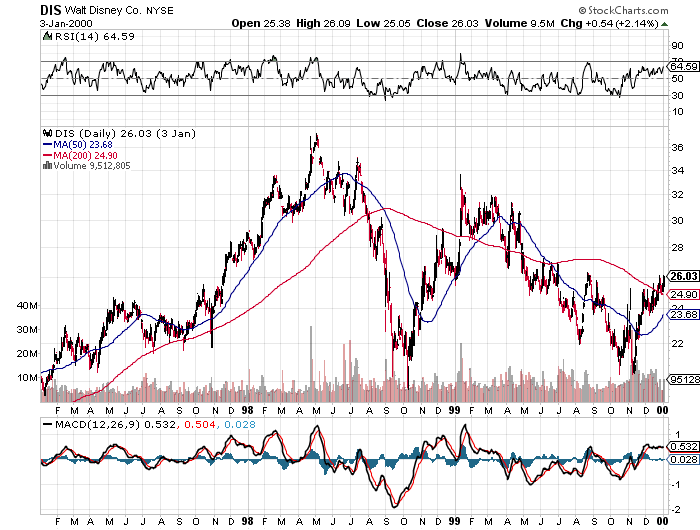 DIS Walt Disney Co. NYSE © StockCharts.com
3-Jan-2000 Open 25.38 High 26.09 Low 25.05 Close 26.03 Volume 9.5M Chg +0.54 (+2.14%)
RSI(14) 64.59
90
70
64.59
50
30
10
DIS (Daily) 26.03 (3 Jan)
MA(50) 23.68
MA(200) 24.90
Volume 9,512,805
36
34
32
30
28
26.03
24.90
24
23.68
22
95128
40M
30M
20M
10M
F M A M J J A S O N D 98 F M A M J J A S O N D 99 F M A M J J A S O N D 00
MACD(12,26,9) 0.532, 0.504, 0.028
1
0.532
0.028
-1
-2
F M A M J J A S O N D 98 F M A M J J A S O N D 99 F M A M J J A S O N D 00